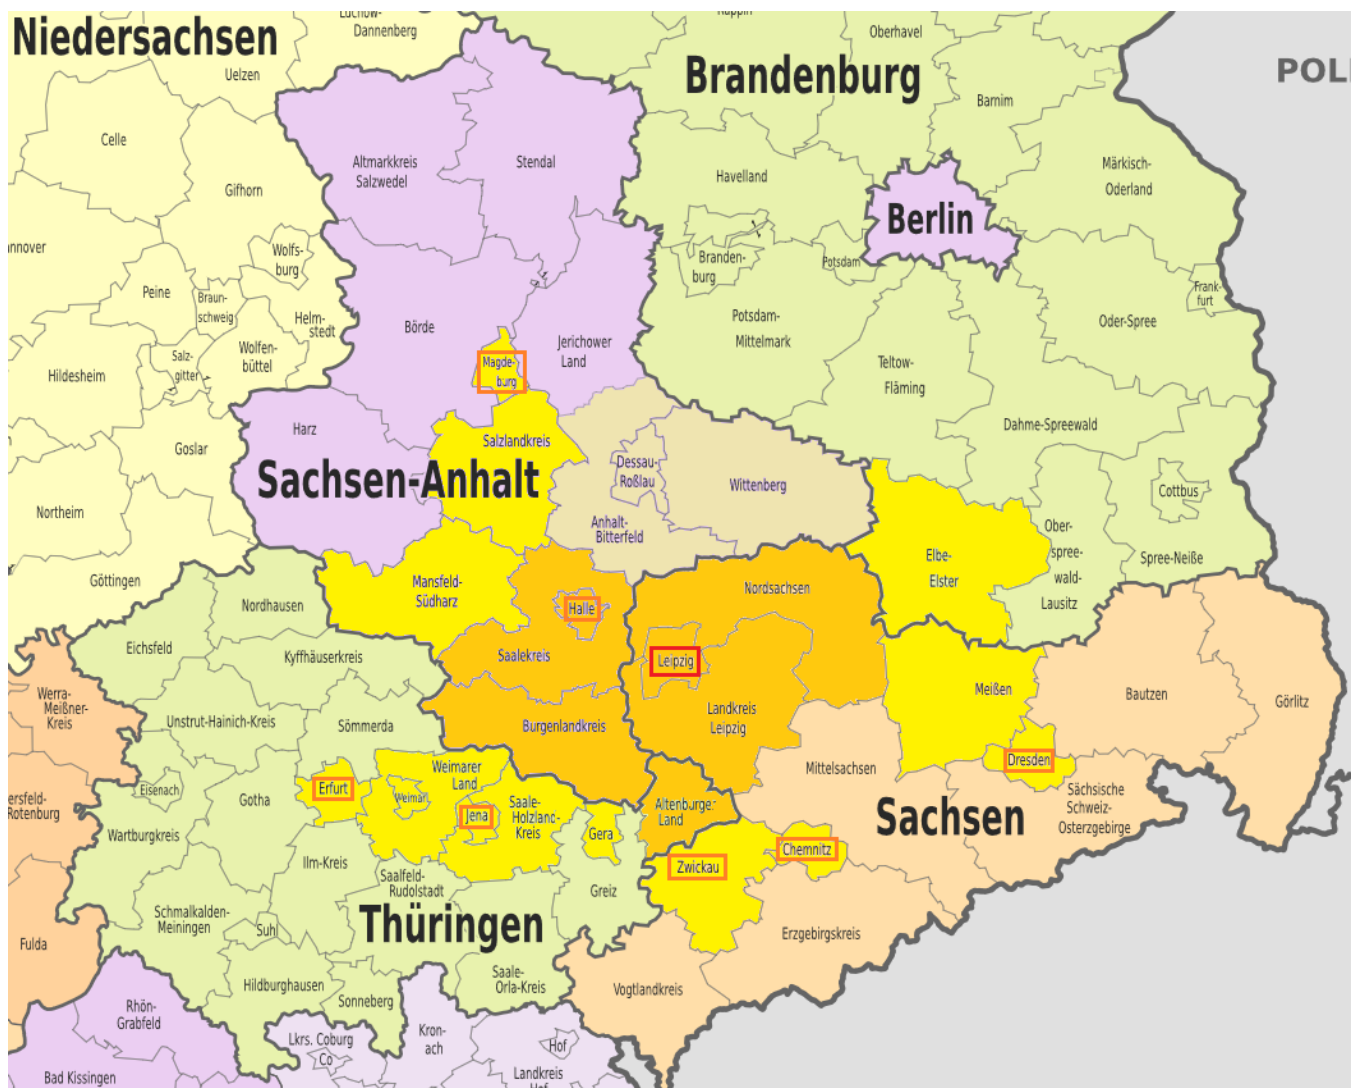 Niedersachsen
Lüchow-
Dannenberg
Uelzen
Celle
Gifhorn
Wolfs-
burg
Peine
Braun-
schweig
Helm-
stedt
Salz-
gitter
Wolfen-
büttel
Hildesheim
Goslar
Northeim
Göttingen
Brandenburg
Oberhavel
Barnim
POL
Havelland
Märkisch-
Oderland
Berlin
Branden-
burg
Potsdam
Potsdam-
Mittelmark
Teltow-
Fläming
Oder-Spree
Frank-
furt
Dahme-Spreewald
Cottbus
Ober-
spree-
wald-
Lausitz
Spree-Neiße
Elbe-
Elster
Altmarkkreis
Salzwedel
Stendal
Börde
Jerichower
Land
Magde-
burg
Harz
Salzlandkreis
Sachsen-Anhalt
Dessau-
Roßlau
Wittenberg
Anhalt-
Bitterfeld
Mansfeld-
Südharz
Halle
Saalekreis
Burgenlandkreis
Nordsachsen
Leipzig
Landkreis
Leipzig
Meißen
Bautzen
Görlitz
Dresden
Mittelsachsen
Sachsen
Sächsische
Schweiz-
Osterzgebirge
Chemnitz
Zwickau
Erzgebirgskreis
Vogtlandkreis
Altenburger
Land
Nordhausen
Eichsfeld
Kyffhäuserkreis
Unstrut-Hainich-Kreis
Sömmerda
Eisenach
Gotha
Erfurt
Weimarer
Land
Weimar
Jena
Saale-
Holzland-
Kreis
Gera
Greiz
Wartburgkreis
Ilm-Kreis
Saalfeld-
Rudolstadt
Thüringen
Schmalkalden-
Meiningen
Suhl
Hildburghausen
Sonneberg
Saale-
Orla-Kreis
Werra-
Meißner-
Kreis
ersfeld-
Rotenburg
Fulda
Rhön-
Grabfeld
Bad Kissingen
Lkrs. Coburg
Co
Kron-
ach
Hof
Landkreis